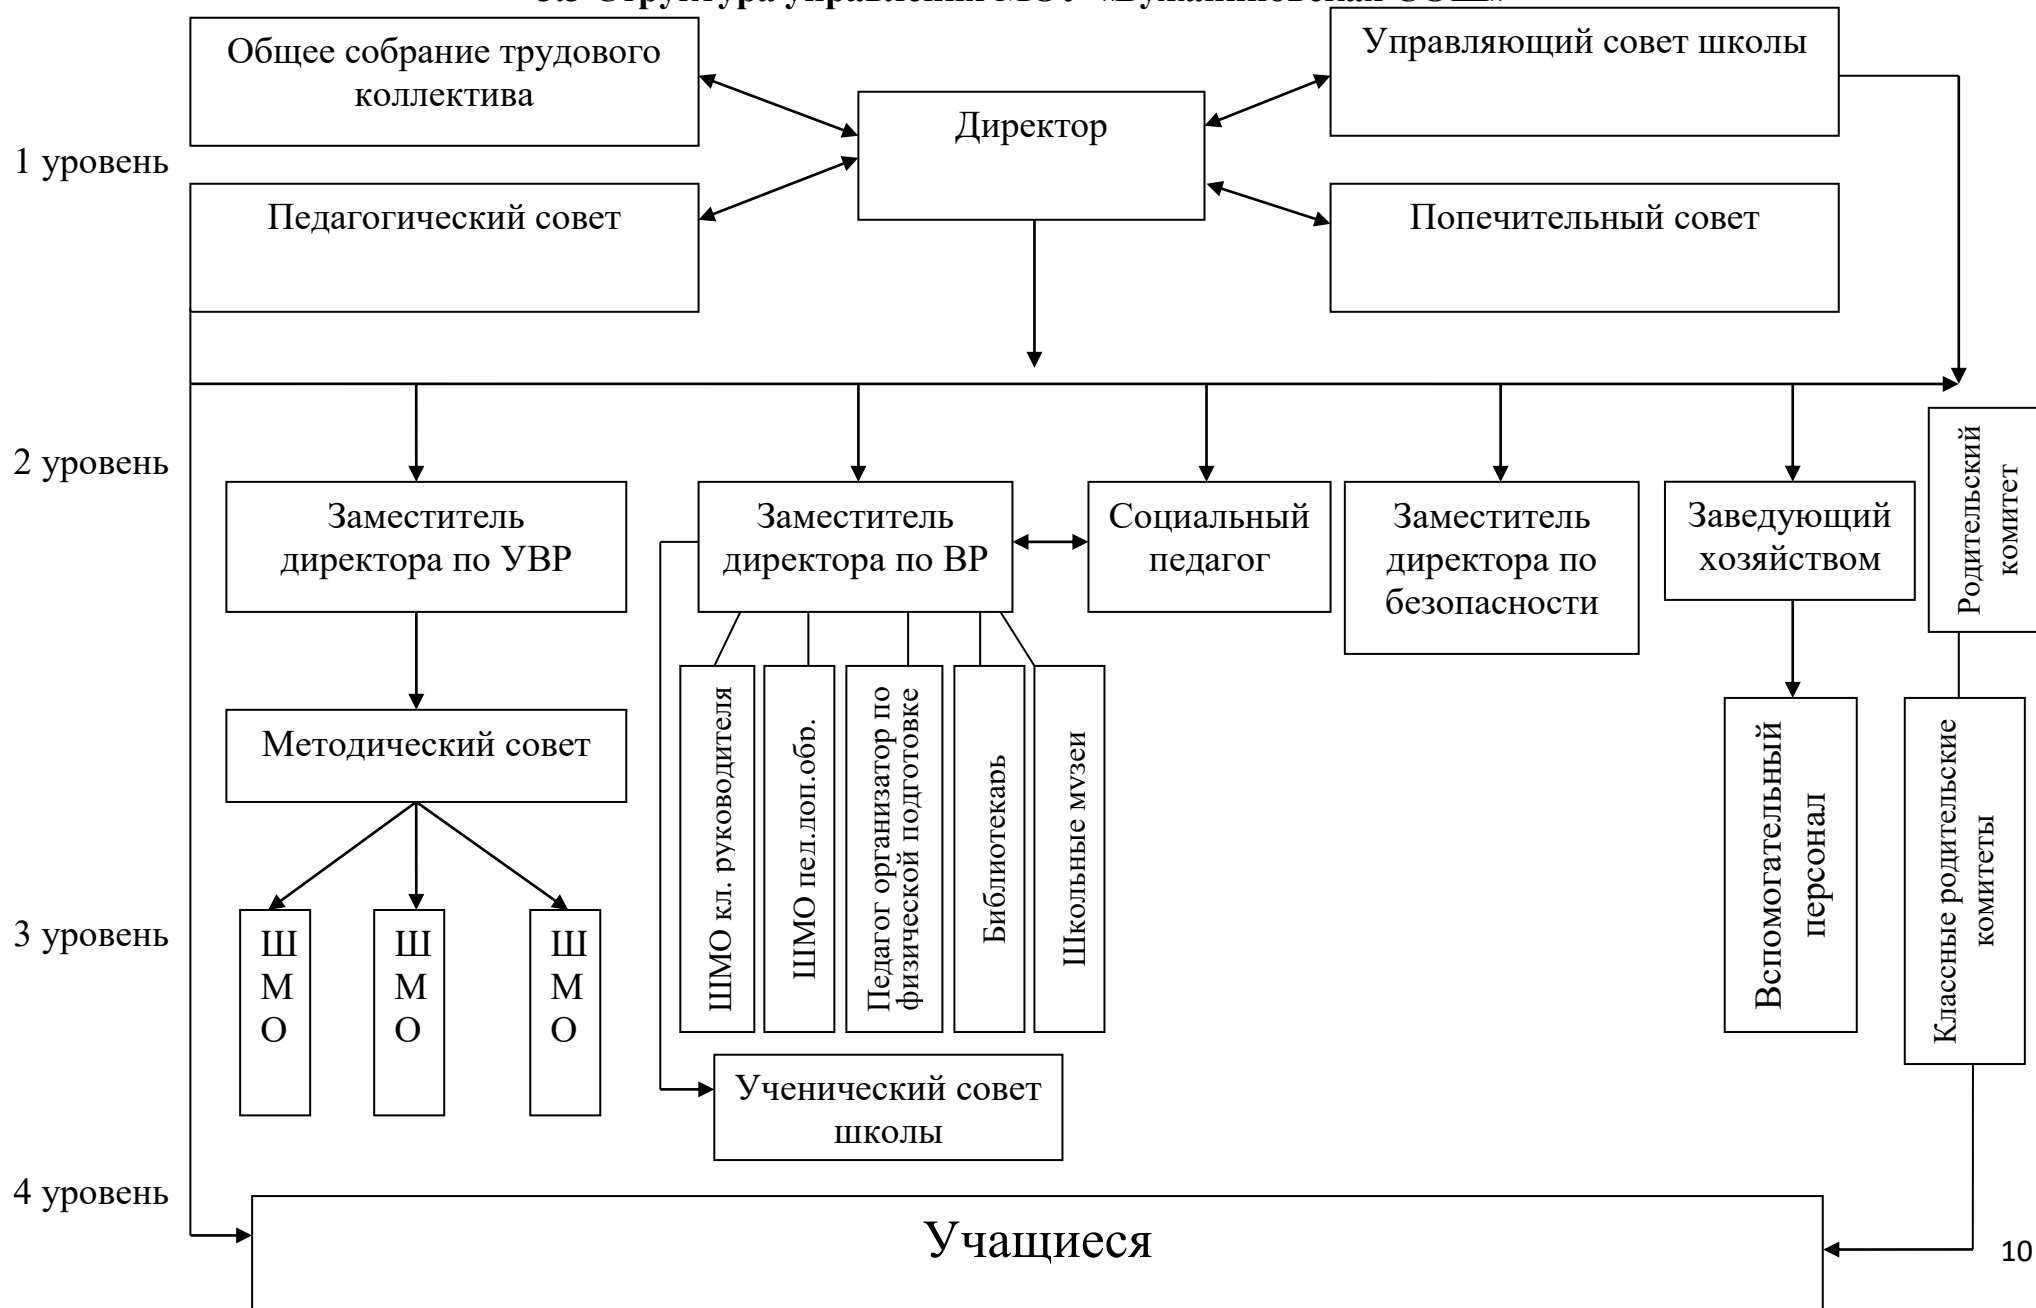 Общее собрание трудового
коллектива
Управляющий совет школы
Директор
1 уровень
Педагогический совет
Попечительный совет
2 уровень
Заместитель
директора по УВР
Заместитель
директора по ВР
Социальный
педагог
Заместитель
директора по
безопасности
Заведующий
хозяйством
Родительский
комитет
Методический совет
ШМО кл. руководителя
ШМО пед.доп.обр.
Педагог организатор по
физической подготовке
Библиотекарь
Школьные музеи
Вспомогательный
персонал
Классные родительские
комитеты
3 уровень
Ш
М
О
Ш
М
О
Ш
М
О
Ученический совет
школы
4 уровень
Учащиеся
10